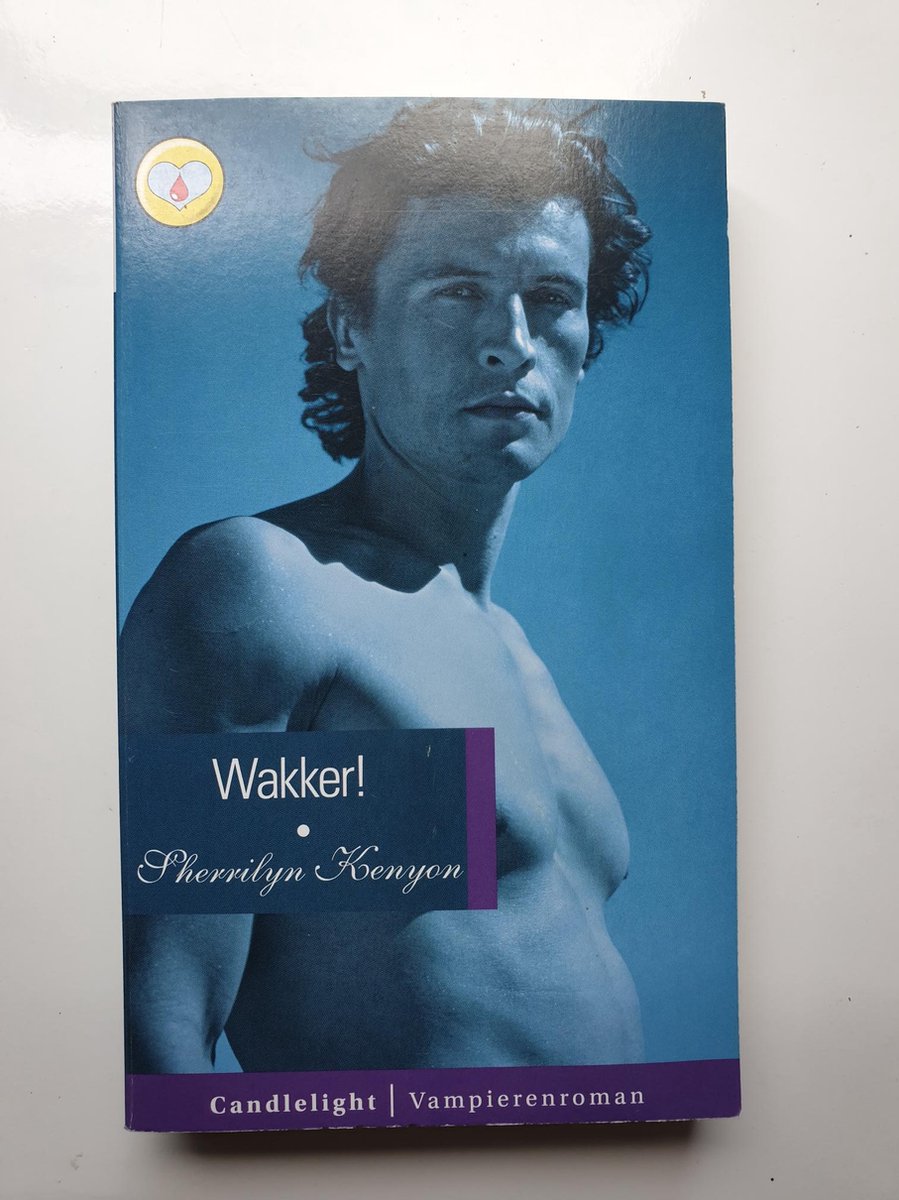 Wakker!
Sherrilyn Kenyon
Candlelight | Vampierenroman